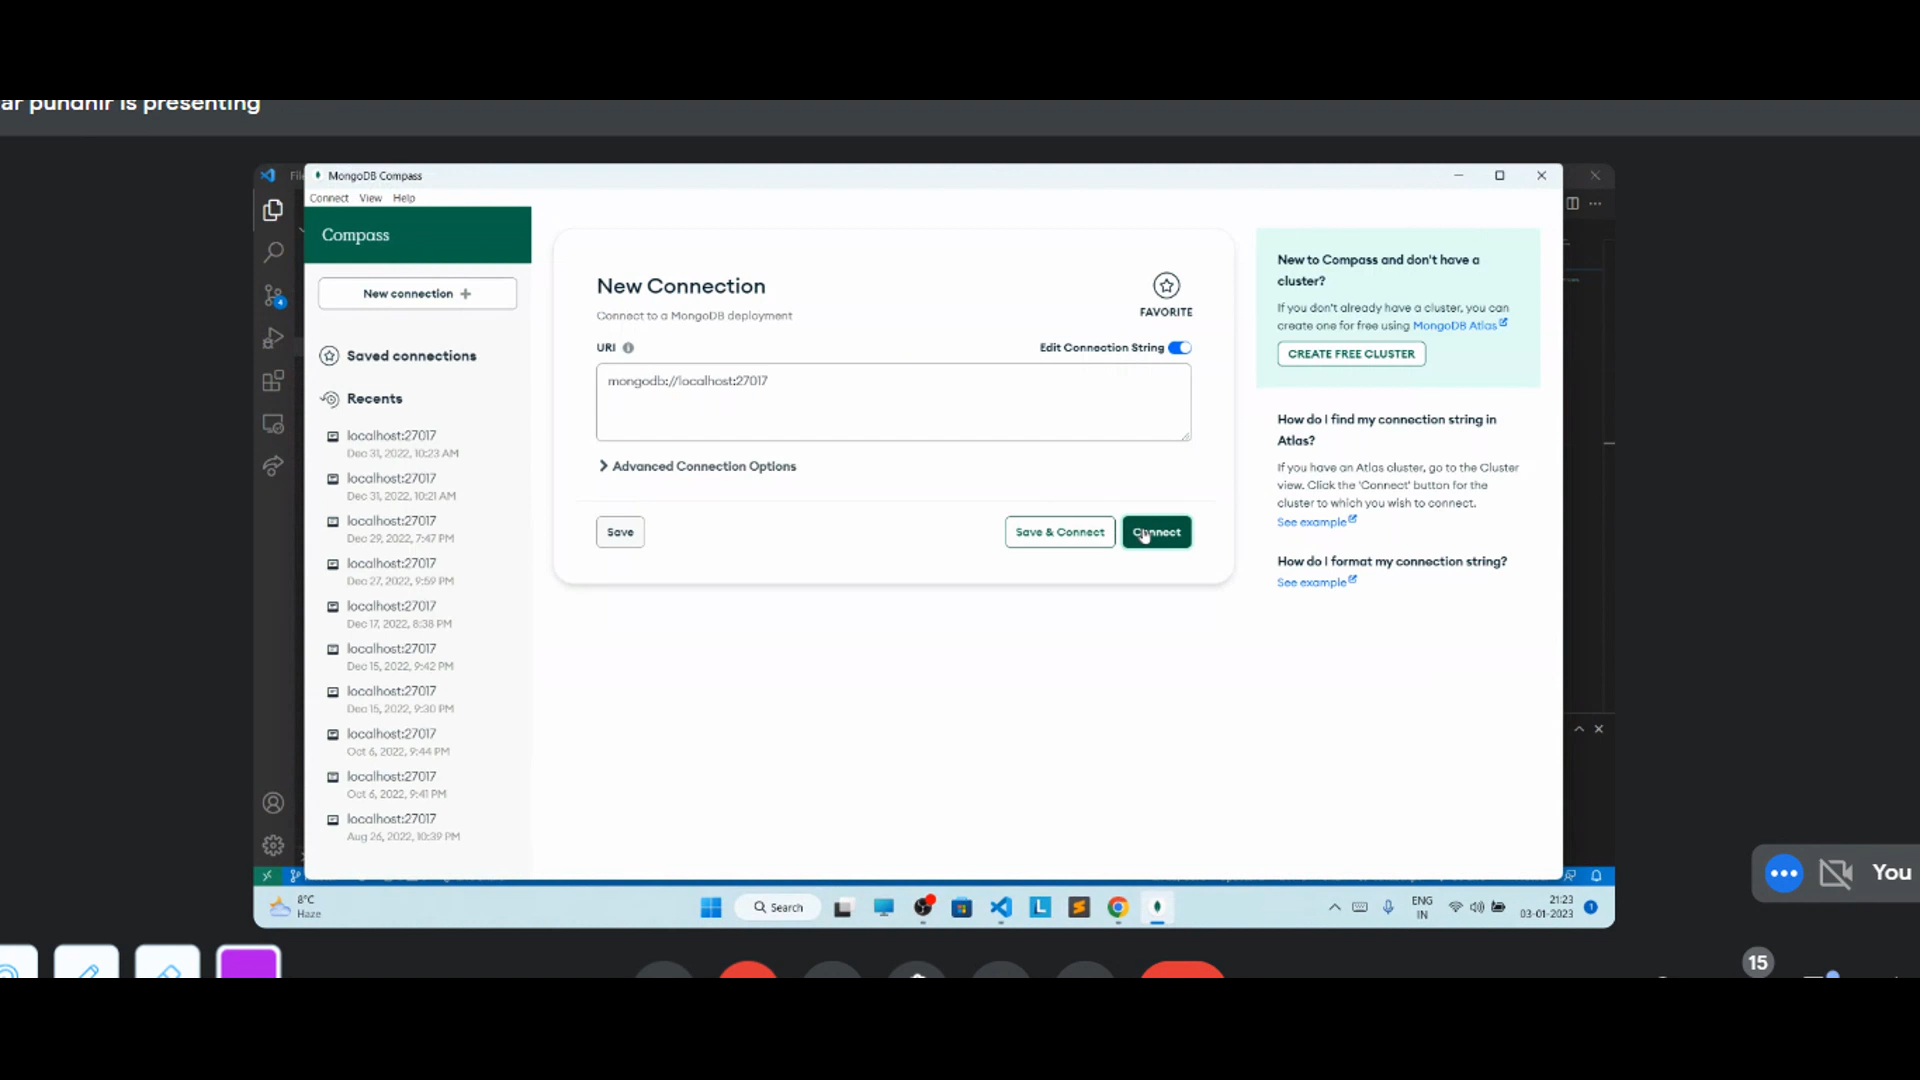 ar pundhir is presenting
MongoDB Compass
Connect View Help
Compass
New connection
Saved connections
Recents
localhost:27017
Dec 31, 2022, 10:23 AM
localhost:27017
Dec 31, 2022, 10:21 AM
localhost:27017
Dec 29, 2022, 7:47 PM
localhost:27017
Dec 27, 2022, 9:59 PM
localhost:27017
Dec 17, 2022, 8:38 PM
localhost:27017
Dec 15, 2022, 9:42 PM
localhost:27017
Dec 15, 2022, 9:30 PM
localhost:27017
Oct 6, 2022, 9:44 PM
localhost:27017
Oct 6, 2022, 9:41 PM
localhost:27017
Aug 26, 2022, 10:39 PM
New Connection
Connect to a MongoDB deployment
FAVORITE
URI
Edit Connection String
mongodb://localhost:27017
Advanced Connection Options
Save
Save & Connect
Connect
New to Compass and don't have a
cluster?
If you don't already have a cluster, you can
create one for free using MongoDB Atlas
CREATE FREE CLUSTER
How do I find my connection string in
Atlas?
If you have an Atlas cluster, go to the Cluster
view. Click the 'Connect' button for the
cluster to which you wish to connect.
See example
How do I format my connection string?
See example
You
8°C
Haze
Search
ENG
IN
21:23
03-01-2023
1
15